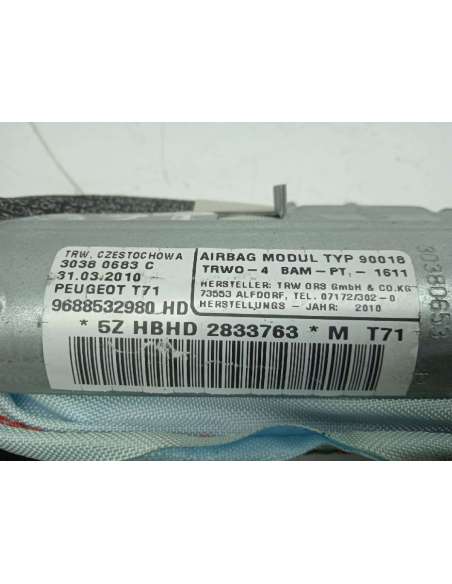 TRW, CZESTOCHOWA
3038 0683 C
31.03.2010
PEUGEOT T71
9688532980 HD
AIRBAG MODUL TYP 90018
TRWO-4 BAM-PT.-1611
HERSTELLER: TRW ORS GmbH & CO.KG
73553 ALFDORF, TEL. 07172/302-0
HERSTELLUNGS - JAHR: 2010
* 5Z HBHD 2833763 * M T71